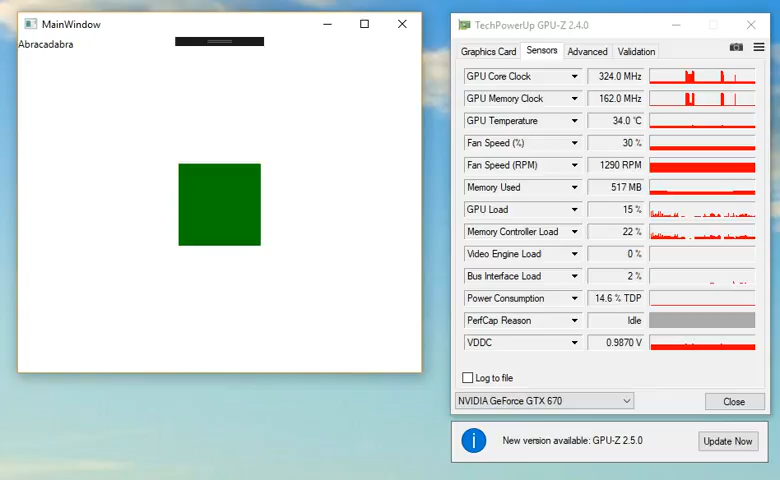 MainWindow
Abracadabra
TechPowerUp GPU-Z 2.4.0
Graphics Card Sensors Advanced Validation
GPU Core Clock 324.0 MHz
GPU Memory Clock 162.0 MHz
GPU Temperature 34.0 °C
Fan Speed (%) 30 %
Fan Speed (RPM) 1290 RPM
Memory Used 517 MB
GPU Load 15 %
Memory Controller Load 22 %
Video Engine Load 0 %
Bus Interface Load 2 %
Power Consumption 14.6 % TDP
PerfCap Reason Idle
VDDC 0.9870 V
Log to file
NVIDIA GeForce GTX 670 Close
New version available: GPU-Z 2.5.0 Update Now